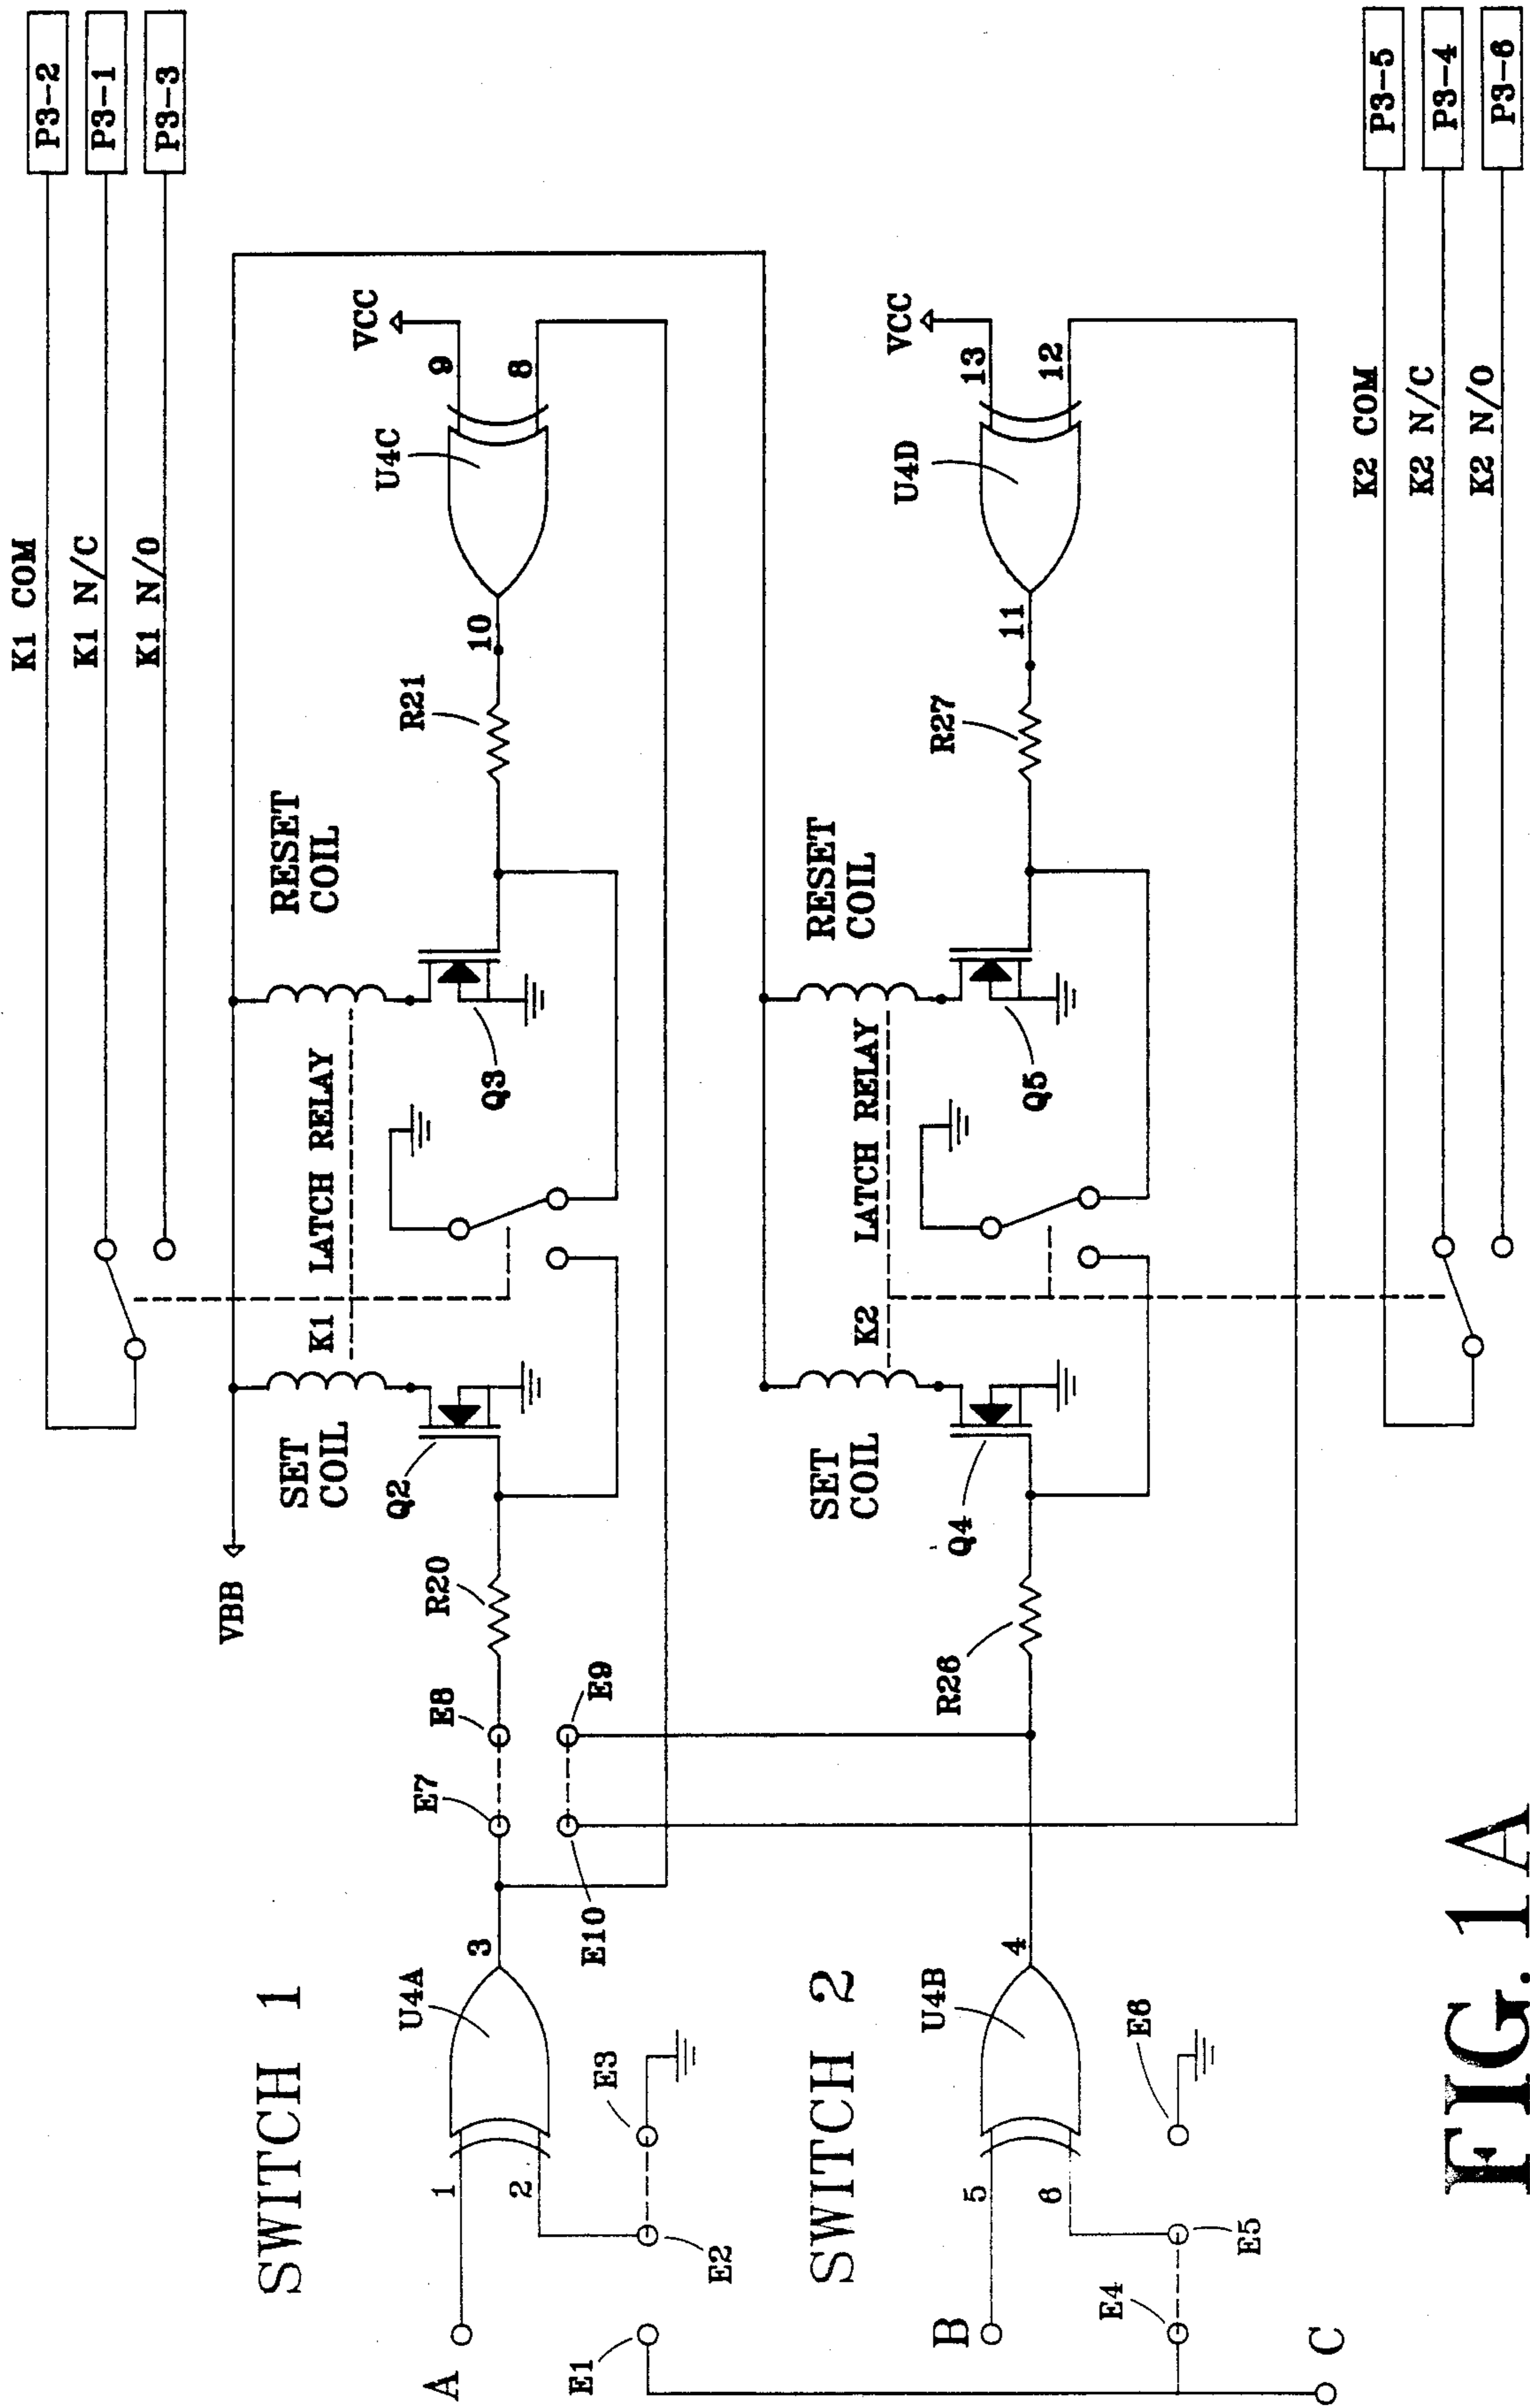 SWITCH 1
A
1
2
U4A
3
E1
E2
E3
E7
E8
E10
E9
R20
VBB
SET
COIL
Q2
K1 LATCH RELAY
RESET
COIL
Q3
R21
10
U4C
9
8
VCC
K1 COM
K1 N/C
K1 N/O
P3-2
P3-1
P3-3
SWITCH 2
B
5
6
U4B
4
E4
E5
E6
C
R26
SET
COIL
Q4
K2 LATCH RELAY
RESET
COIL
Q5
R27
11
U4D
13
12
VCC
K2 COM
K2 N/C
K2 N/O
P3-5
P3-4
P3-6
FIG. 1A